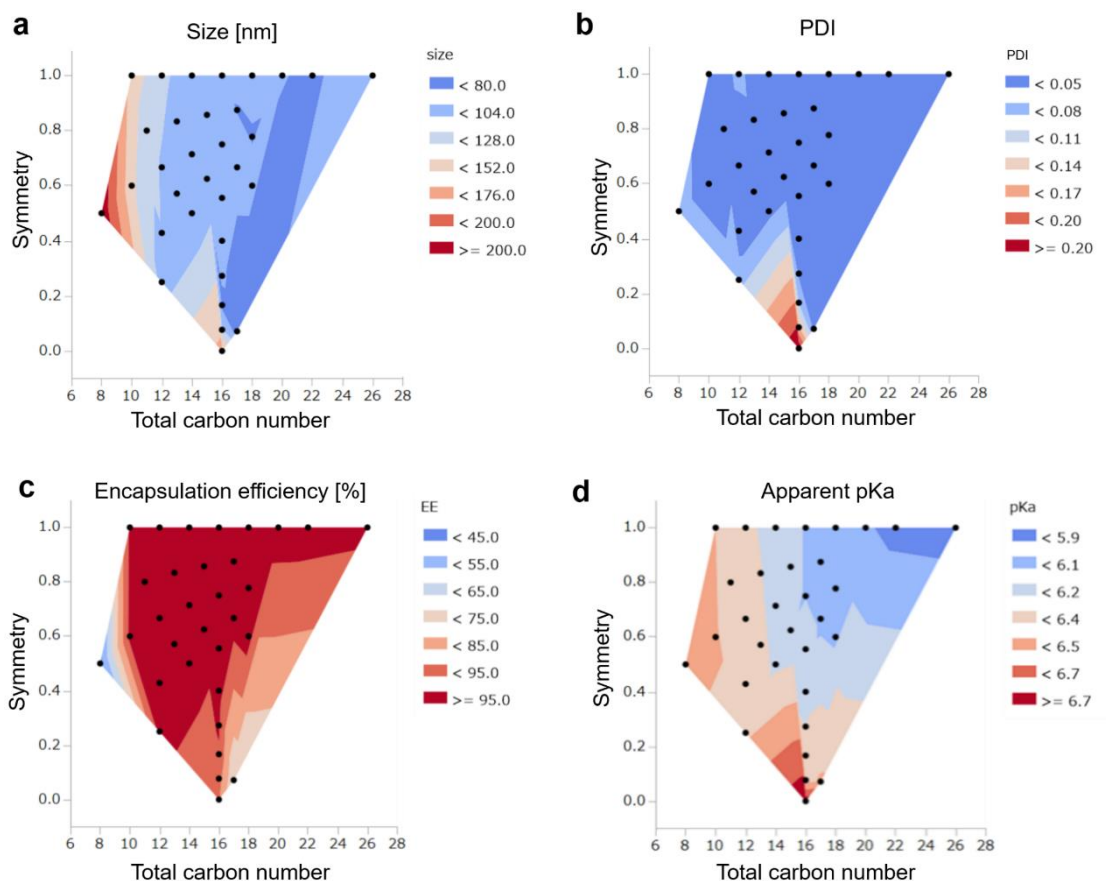 a
Size [nm]
size
< 80.0
< 104.0
< 128.0
< 152.0
< 176.0
< 200.0
>= 200.0
Symmetry
1.0
0.8
0.6
0.4
0.2
0.0
6 8 10 12 14 16 18 20 22 24 26 28
Total carbon number
b
PDI
PDI
< 0.05
< 0.08
< 0.11
< 0.14
< 0.17
< 0.20
>= 0.20
Symmetry
1.0
0.8
0.6
0.4
0.2
0.0
6 8 10 12 14 16 18 20 22 24 26 28
Total carbon number
c
Encapsulation efficiency [%]
EE
< 45.0
< 55.0
< 65.0
< 75.0
< 85.0
< 95.0
>= 95.0
Symmetry
1.0
0.8
0.6
0.4
0.2
0.0
6 8 10 12 14 16 18 20 22 24 26 28
Total carbon number
d
Apparent pKa
pKa
< 5.9
< 6.1
< 6.2
< 6.4
< 6.5
< 6.7
>= 6.7
Symmetry
1.0
0.8
0.6
0.4
0.2
0.0
6 8 10 12 14 16 18 20 22 24 26 28
Total carbon number